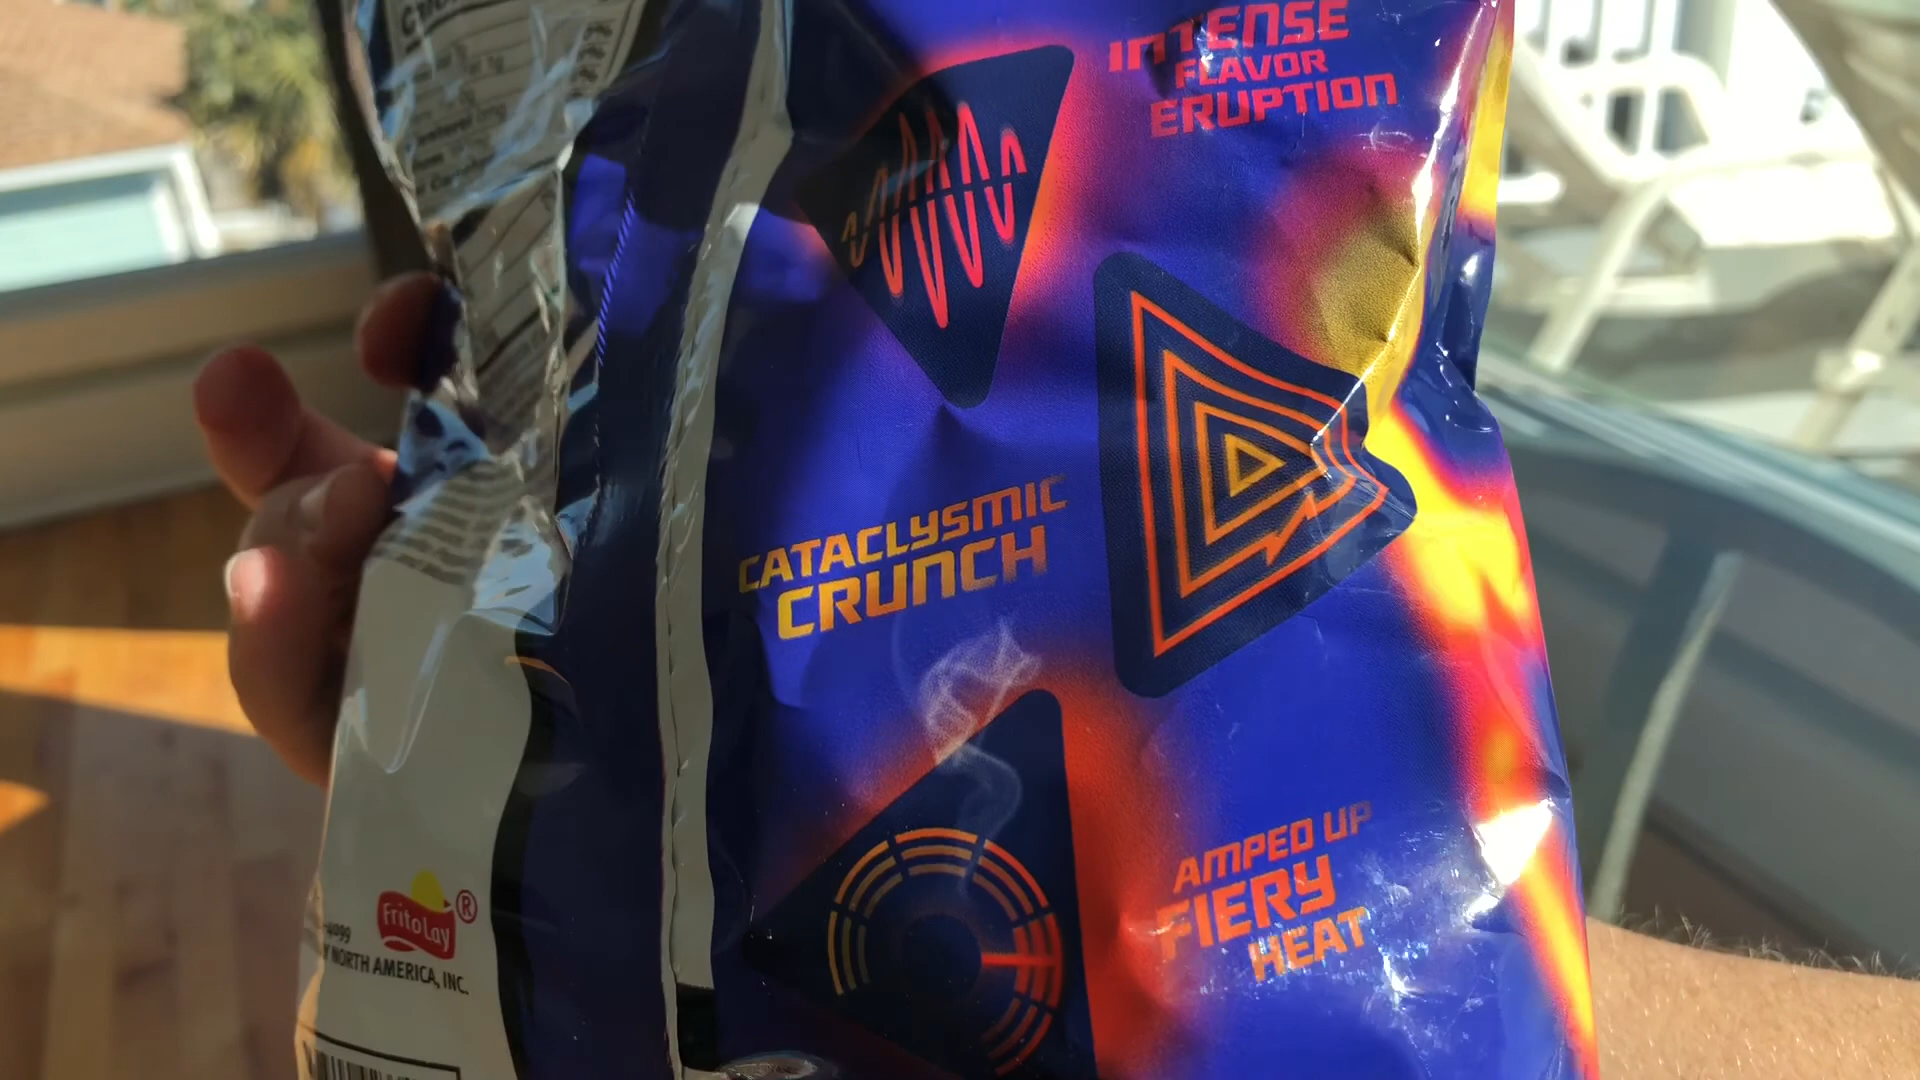 INTENSE
FLAVOR
ERUPTION
CATACLYSMIC
CRUNCH
AMPED UP
FIERY
HEAT
FritoLay®
NORTH AMERICA, INC.